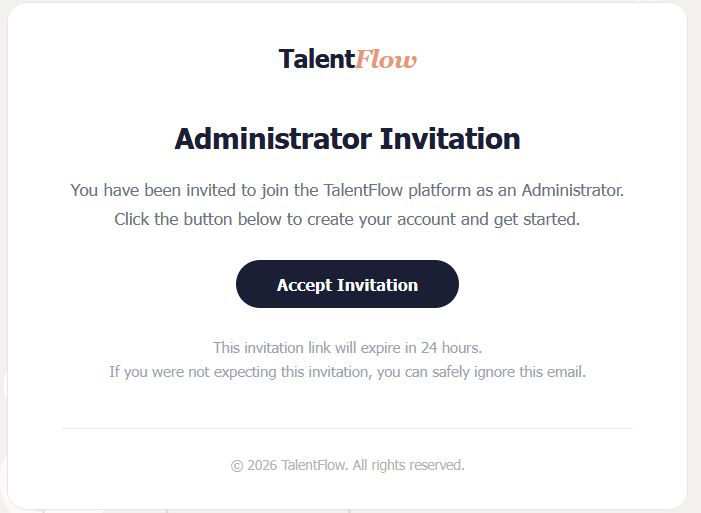 TalentFlow
Administrator Invitation
You have been invited to join the TalentFlow platform as an Administrator.
Click the button below to create your account and get started.
Accept Invitation
This invitation link will expire in 24 hours.
If you were not expecting this invitation, you can safely ignore this email.
© 2026 TalentFlow. All rights reserved.